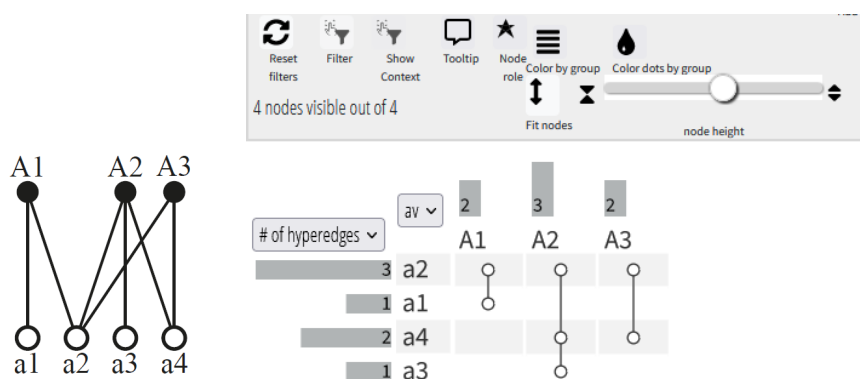 Reset filters
Filter
Show Context
Tooltip
Node role
Color by group
Color dots by group
4 nodes visible out of 4
Fit nodes
node height
A1 A2 A3
a1 a2 a3 a4
av
2 3 2
# of hyperedges
A1 A2 A3
3 a2
1 a1
2 a4
1 a3